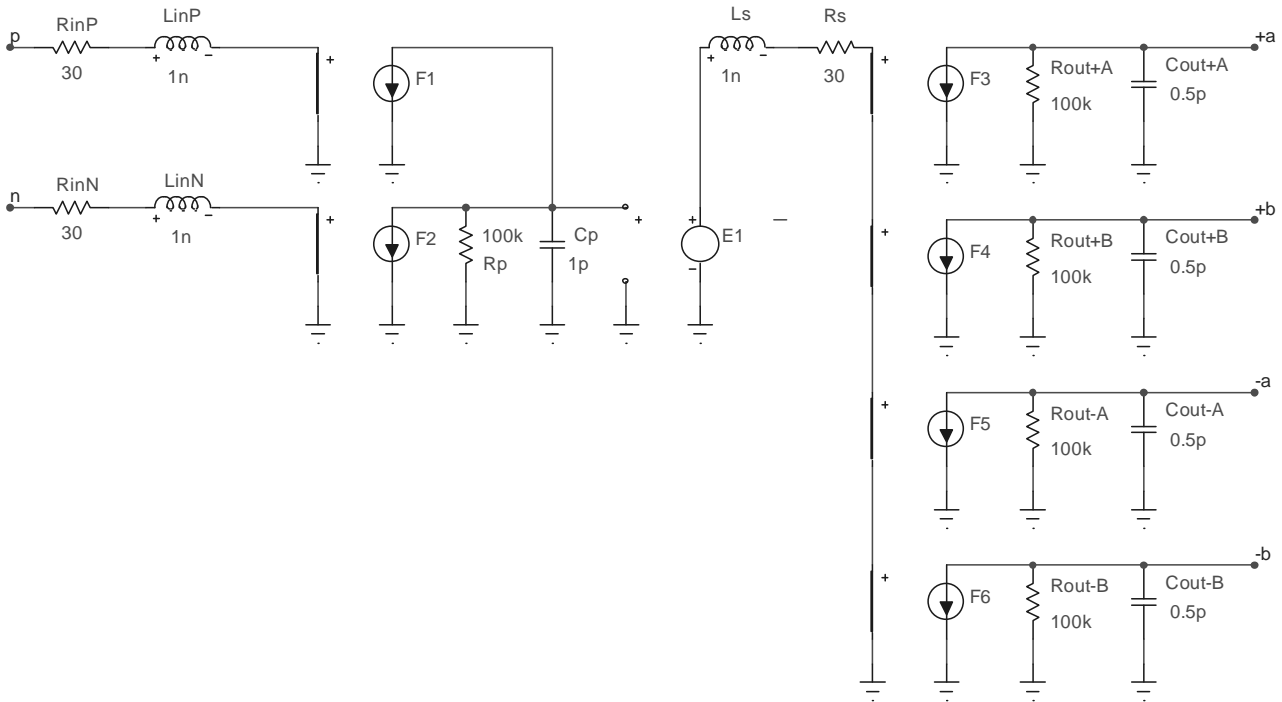 p
RinP
30
LinP
+ −
1n
+
F1
n
RinN
30
LinN
+ −
1n
+
F2
100k
Rp
Cp
1p
+
+
−
E1
Ls
+ −
1n
Rs
30
+
F3
Rout+A
100k
Cout+A
0.5p
+a
+
F4
Rout+B
100k
Cout+B
0.5p
+b
+
F5
Rout-A
100k
Cout-A
0.5p
-a
+
F6
Rout-B
100k
Cout-B
0.5p
-b